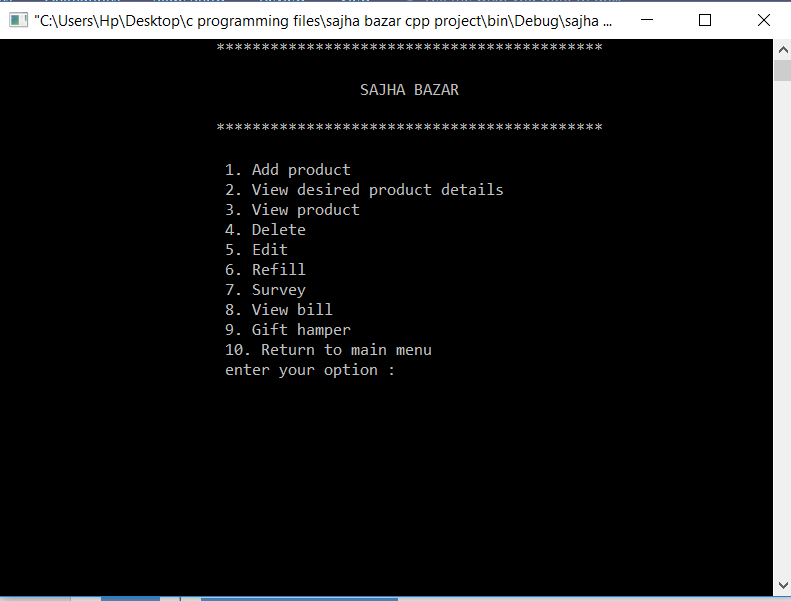 "C:\Users\Hp\Desktop\c programming files\sajha bazar cpp project\bin\Debug\sajha ...
*******************************************
SAJHA BAZAR
*******************************************
1. Add product
2. View desired product details
3. View product
4. Delete
5. Edit
6. Refill
7. Survey
8. View bill
9. Gift hamper
10. Return to main menu
enter your option :